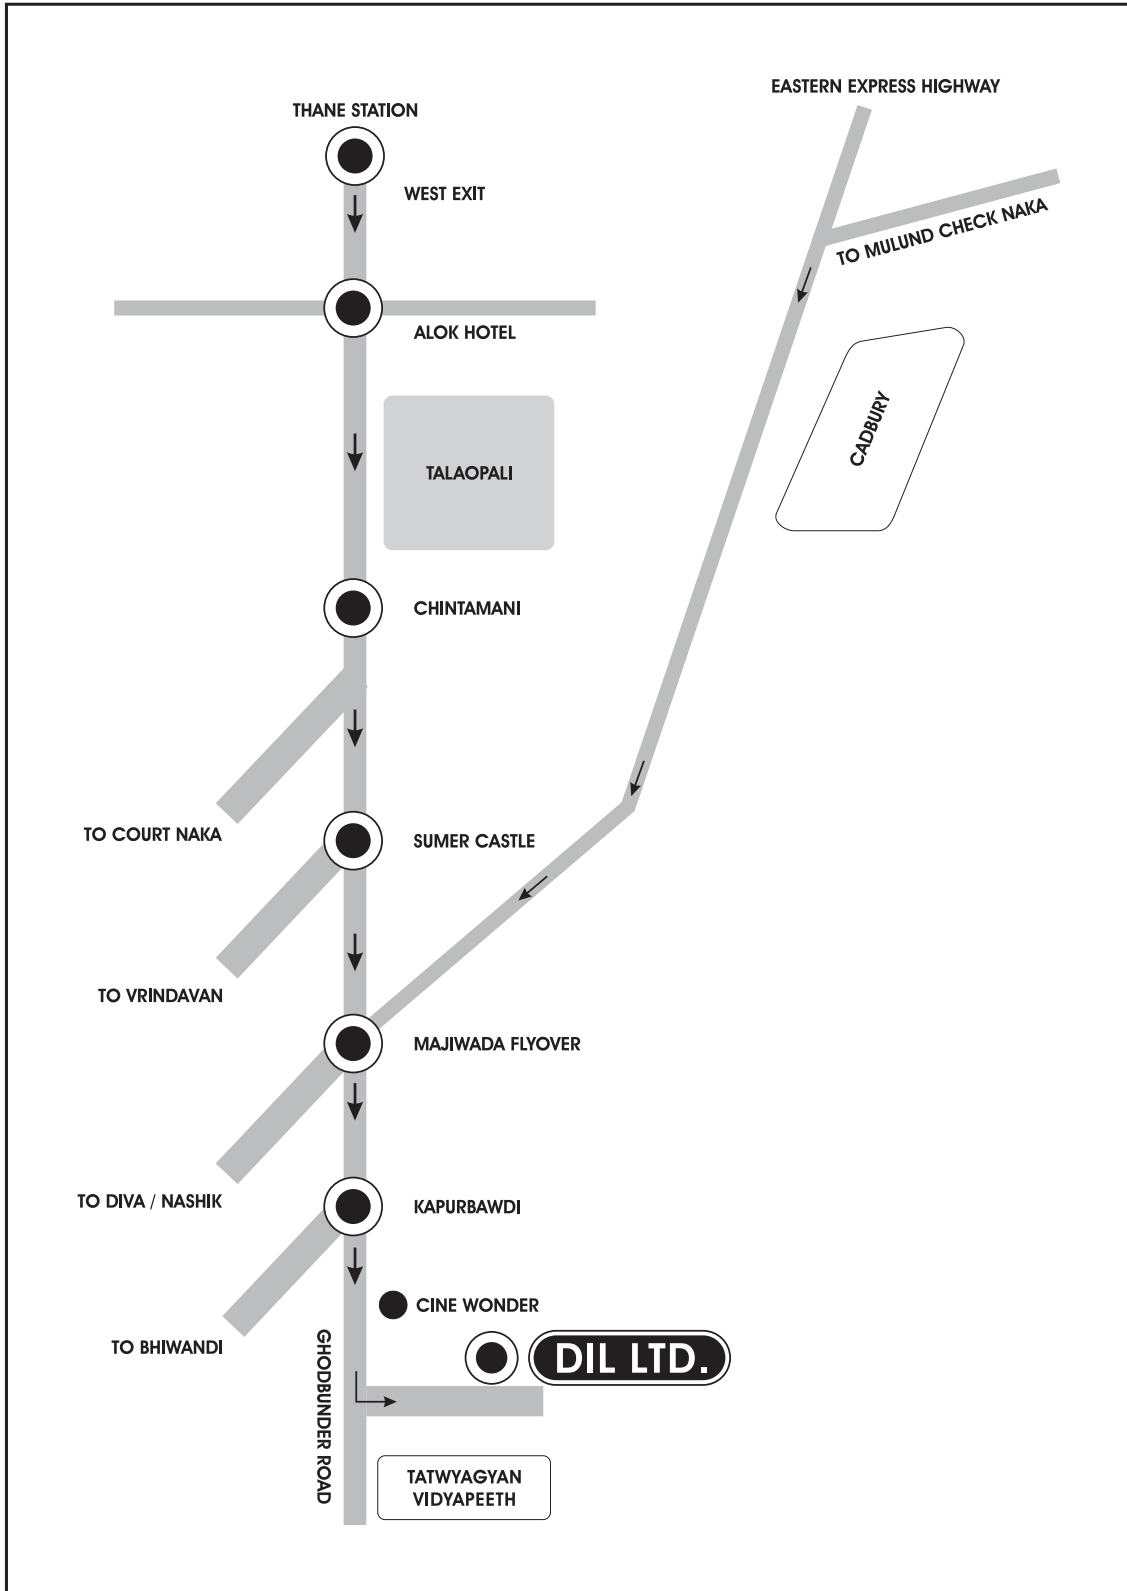 EASTERN EXPRESS HIGHWAY
THANE STATION
WEST EXIT
TO MULUND CHECK NAKA
ALOK HOTEL
CADBURY
TALAOPALI
CHINTAMANI
TO COURT NAKA
SUMER CASTLE
TO VRINDAVAN
MAJIWADA FLYOVER
TO DIVA / NASHIK
KAPURBAWDI
CINE WONDER
TO BHIWANDI
DIL LTD.
GHODBUNDER ROAD
TATWYAGYAN
VIDYAPEETH